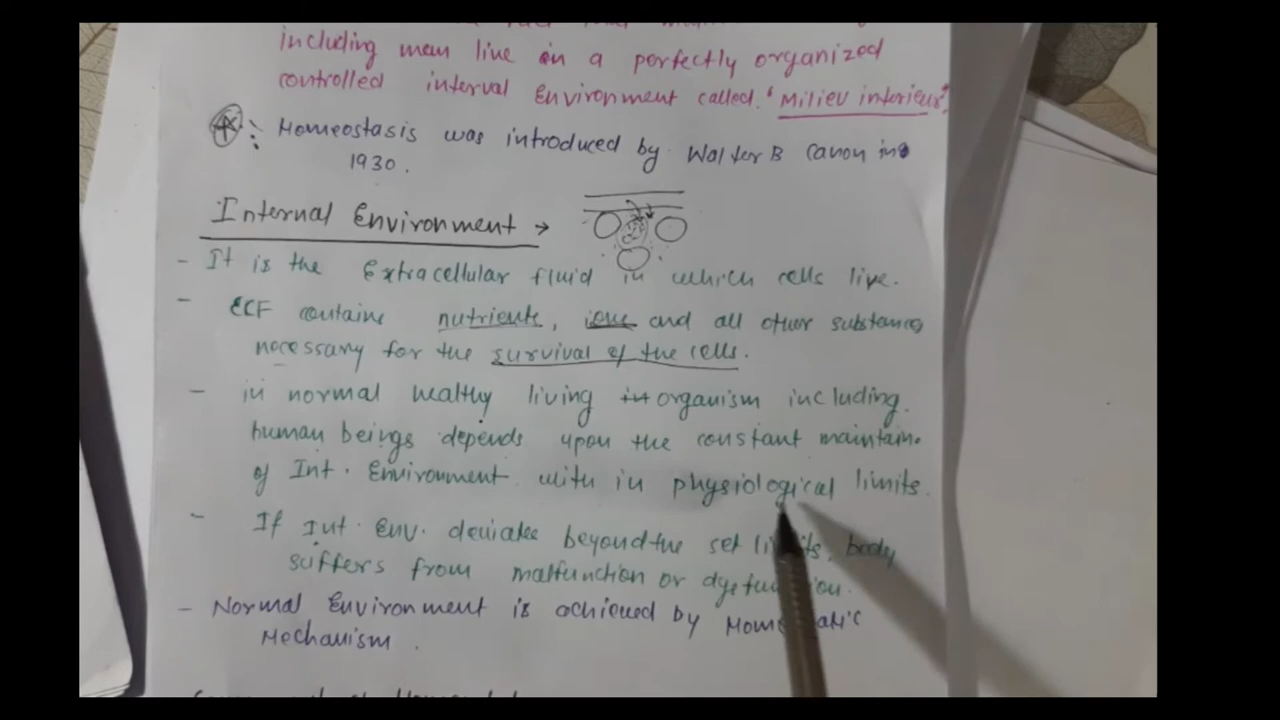 including man live in a perfectly organized
controlled interval Environment called "Milieu interieur"
Homeostasis was introduced by Walter B Canon in
1930.
Internal Environment →
- It is the Extracellular fluid in which cells live.
- ECF contains nutrients, ions and all other substances
necessary for the survival of the cells.
- in normal healthy living organism including
human beings depends upon the constant maintain.
of Int. Environment with in physiological limits.
- If Int. Env. deviates beyond the set limits, body
suffers from malfunction or dysfunction.
- Normal Environment is achieved by
Mechanism.